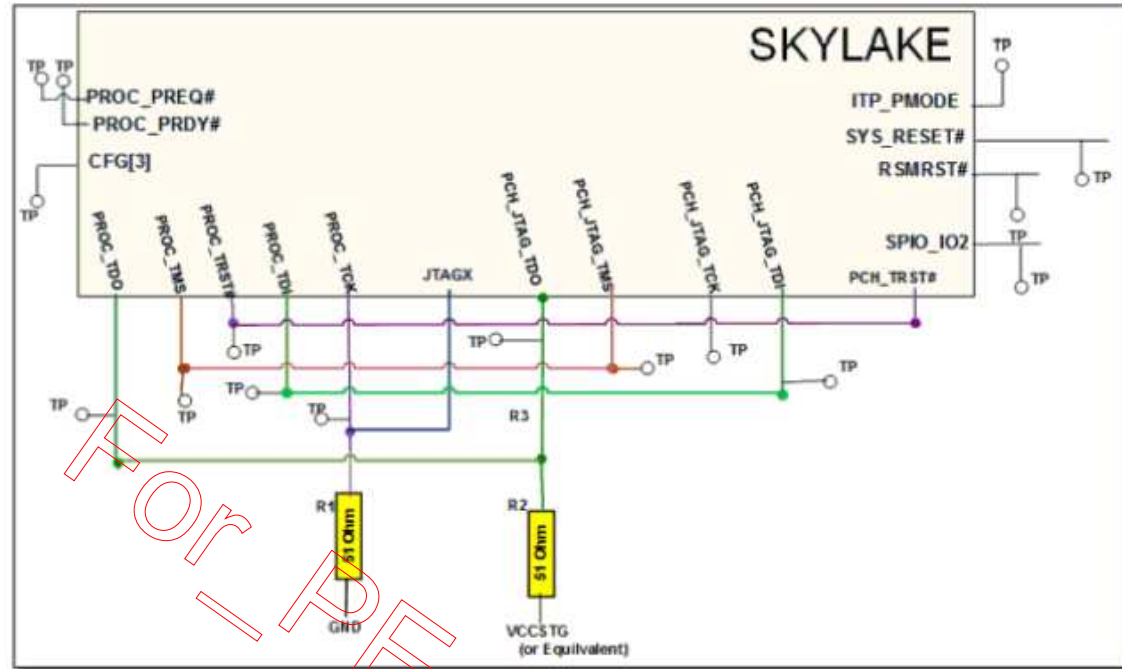 SKYLAKE
TP
TP TP
PROC_PREQ#
ITP_PMODE
PROC_PRDY#
SYS_RESET#
CFG[3]
RSMRST#
TP
TP
TP
SPIO_IO2
TP
PROC_TDO
PROC_TMS
PROC_TRST#
PROC_TDI
PROC_TCK
JTAGX
PCH_JTAG_TDO
PCH_JTAG_TMS
PCH_JTAG_TCK
PCH_JTAG_TDI
PCH_TRST#
TP
TP
TP
TP
TP
TP
TP
TP
TP
R3
R1
51 Ohm
R2
51 Ohm
GND
VCCSTG
(or Equilvalent)
For_PE